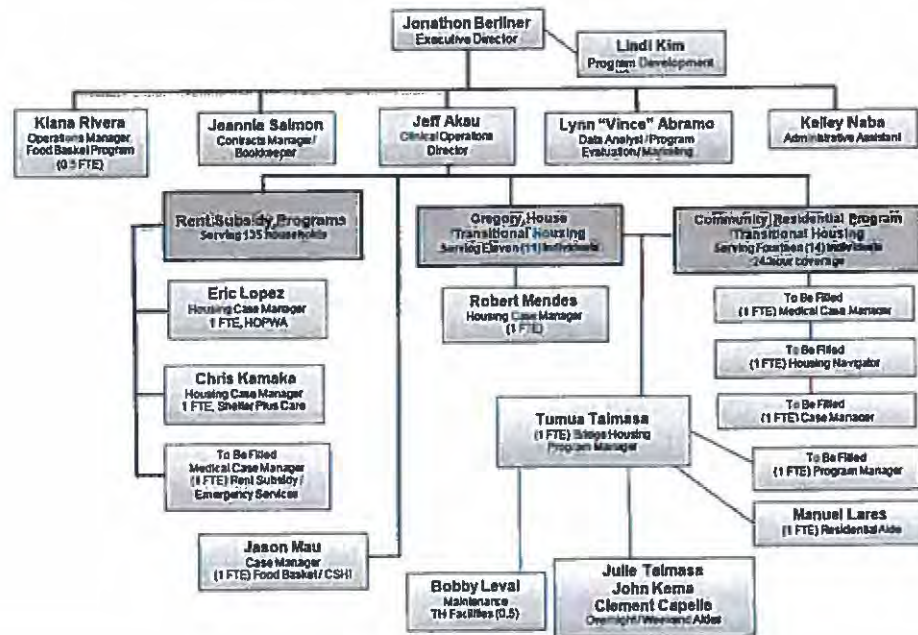 Jonathon Berliner
Executive Director
Lindi Kim
Program Development
Kiana Rivera
Operations Manager
Food Basket Program
(0.5 FTE)
Jeannie Salmon
Contracts Manager/
Bookkeeper
Jeff Akau
Clinical Operations
Director
Lynn "Vince" Abramo
Data Analyst / Program
Evaluation / Marketing
Kelley Naba
Administrative Assistant
Rent Subsidy Programs
Serving 135 households
Gregory House
Transitional Housing
Serving Eleven (11) Individuals
Community Residential Program
Transitional Housing
Serving Fourteen (14) Individuals
24-hour coverage
Eric Lopez
Housing Case Manager
1 FTE, HOPWA
Robert Mendes
Housing Case Manager
(1 FTE)
To Be Filled
(1 FTE) Medical Case Manager
To Be Filled
(1 FTE) Housing Navigator
Chris Kamaka
Housing Case Manager
1 FTE, Shelter Plus Care
To Be Filled
(1 FTE) Case Manager
Tumua Talmasa
(1 FTE) Bridge Housing
Program Manager
To Be Filled
Medical Case Manager
(1 FTE) Rent Subsidy /
Emergency Services
To Be Filled
(1 FTE) Program Manager
Manuel Lares
(1 FTE) Residential Aide
Jason Mau
Case Manager
(1 FTE) Food Basket / CSHI
Bobby Leval
Maintenance
TH Facilities (0.5)
Julie Talmasa
John Kema
Clement Capelle
Overnight / Weekend Aides